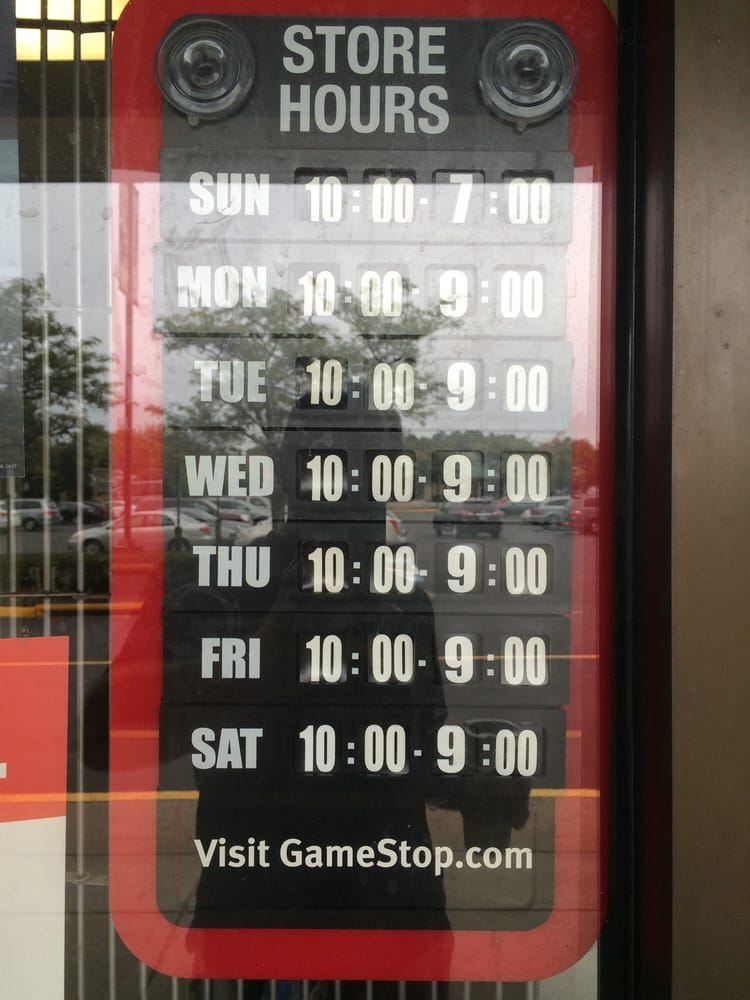 STORE
HOURS
SUN 10:00-7:00
MON 10:00-9:00
TUE 10:00-9:00
WED 10:00-9:00
THU 10:00-9:00
FRI 10:00-9:00
SAT 10:00-9:00
Visit GameStop.com